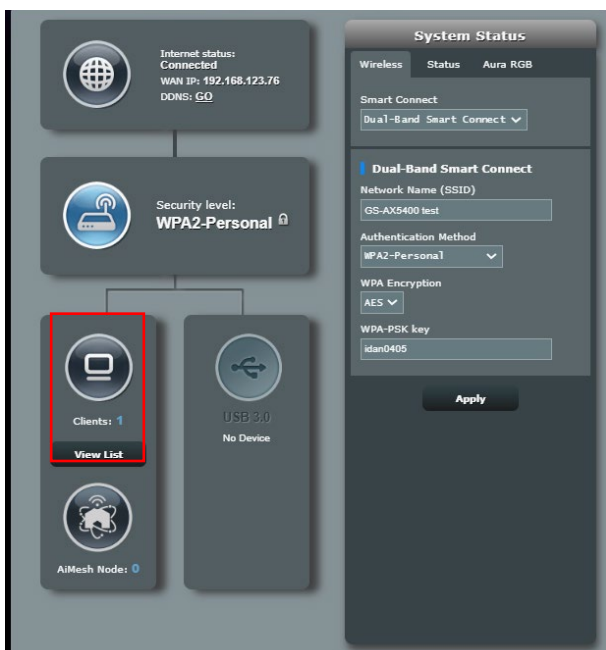 Internet status:
Connected
WAN IP: 192.168.123.76
DDNS: GO
Security level:
WPA2-Personal
Clients: 1
View List
AiMesh Node: 0
USB 3.0
No Device
System Status
Wireless Status Aura RGB
Smart Connect
Dual-Band Smart Connect
Dual-Band Smart Connect
Network Name (SSID)
GS-AX5400 test
Authentication Method
WPA2-Personal
WPA Encryption
AES
WPA-PSK key
idan0405
Apply